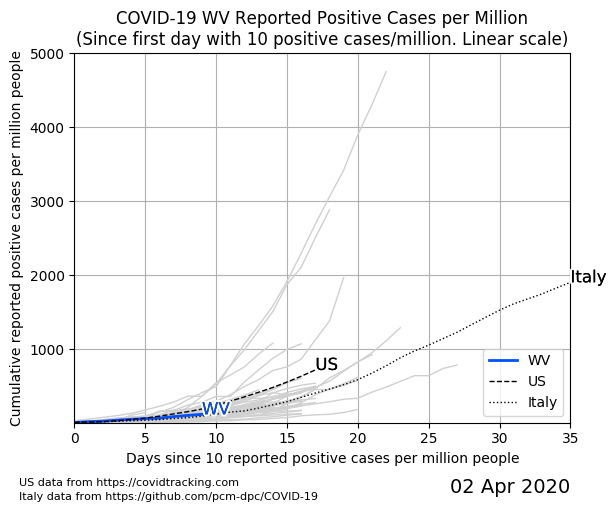 COVID-19 WV Reported Positive Cases per Million
(Since first day with 10 positive cases/million. Linear scale)
Cumulative reported positive cases per million people
5000
4000
3000
2000
1000
Italy
US
WV
WV
US
Italy
0 5 10 15 20 25 30 35
Days since 10 reported positive cases per million people
US data from https://covidtracking.com
Italy data from https://github.com/pcm-dpc/COVID-19
02 Apr 2020